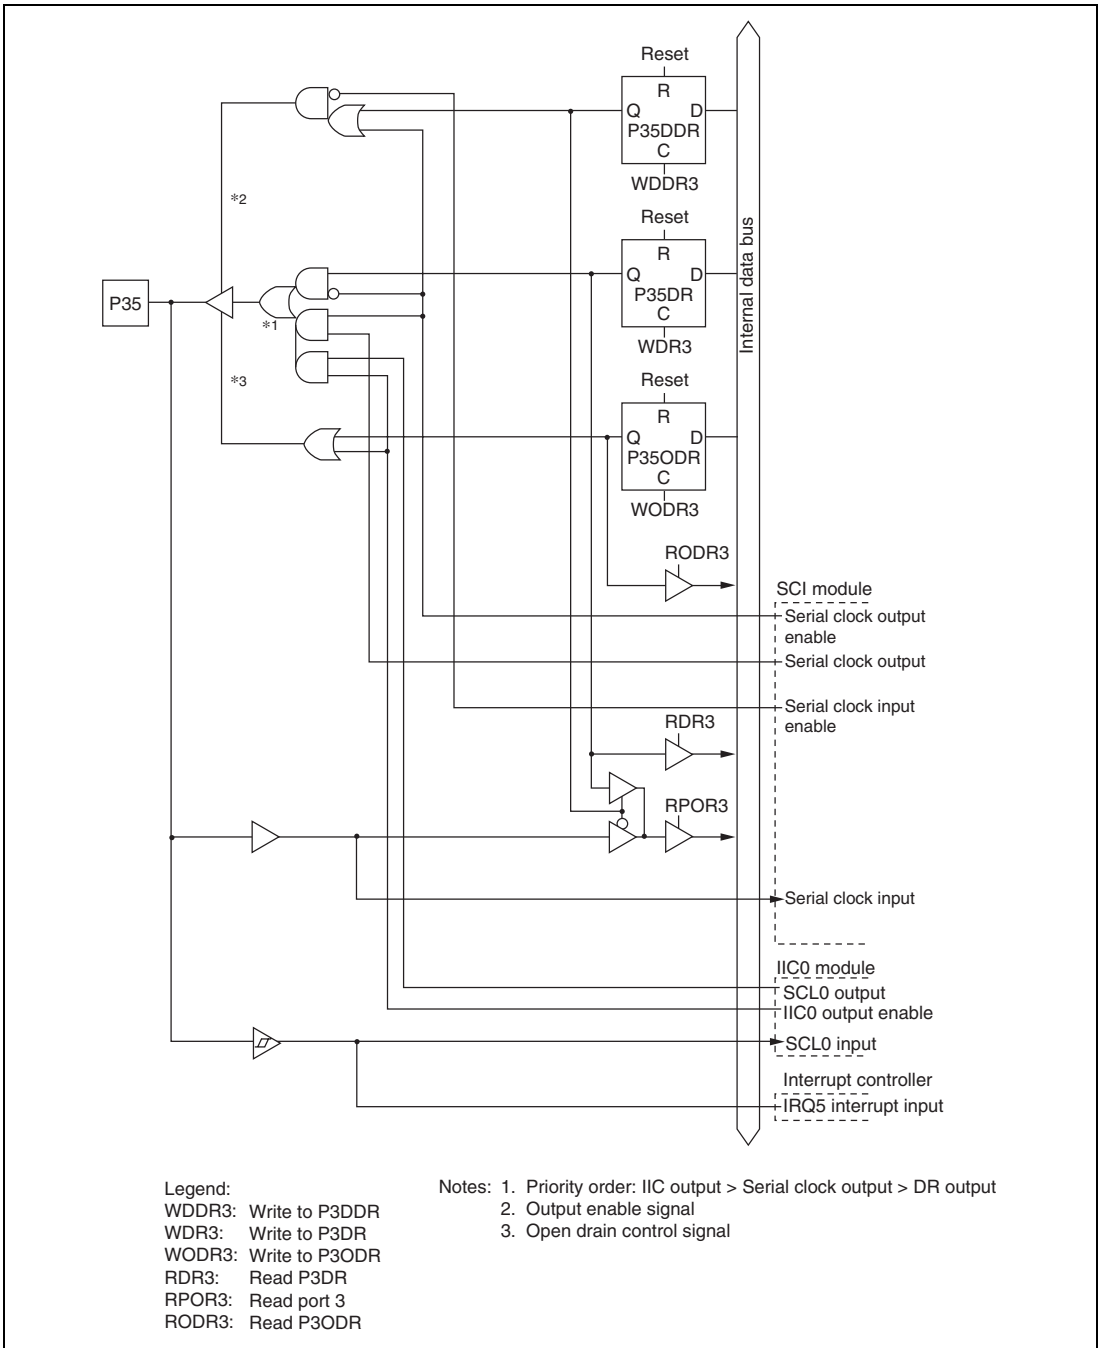 Reset
R
Q D
P35DDR
C
WDDR3
*2
Reset
R
Q D
P35DR
C
WDR3
Internal data bus
P35
*1
*3
Reset
R
Q D
P35ODR
C
WODR3
RODR3
SCI module
Serial clock output
enable
Serial clock output
Serial clock input
enable
RDR3
RPOR3
Serial clock input
IIC0 module
SCL0 output
IIC0 output enable
SCL0 input
Interrupt controller
IRQ5 interrupt input
Legend:
WDDR3: Write to P3DDR
WDR3: Write to P3DR
WODR3: Write to P3ODR
RDR3: Read P3DR
RPOR3: Read port 3
RODR3: Read P3ODR
Notes: 1. Priority order: IIC output > Serial clock output > DR output
2. Output enable signal
3. Open drain control signal